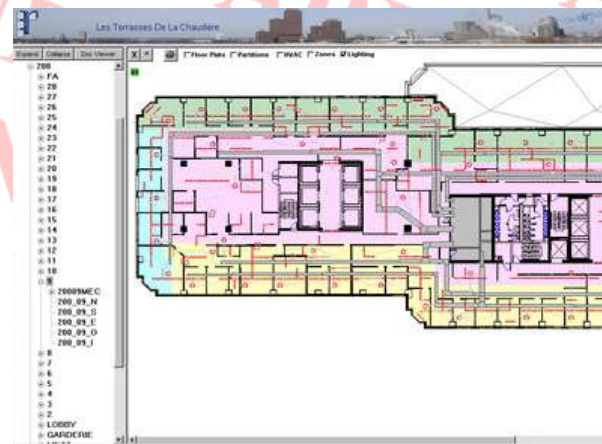 Les Terrasses De La Chaudière
Expand Collapse Doc Viewer X ^ Floor Plate Partitions HVAC Zones Lighting
200
FA
28
27
26
25
24
23
22
21
20
19
18
17
16
15
14
13
12
11
10
9
20009MEC
200_09_N
200_09_S
200_09_E
200_09_O
200_09_I
8
7
6
5
4
3
2
LOBBY
GARDERIE